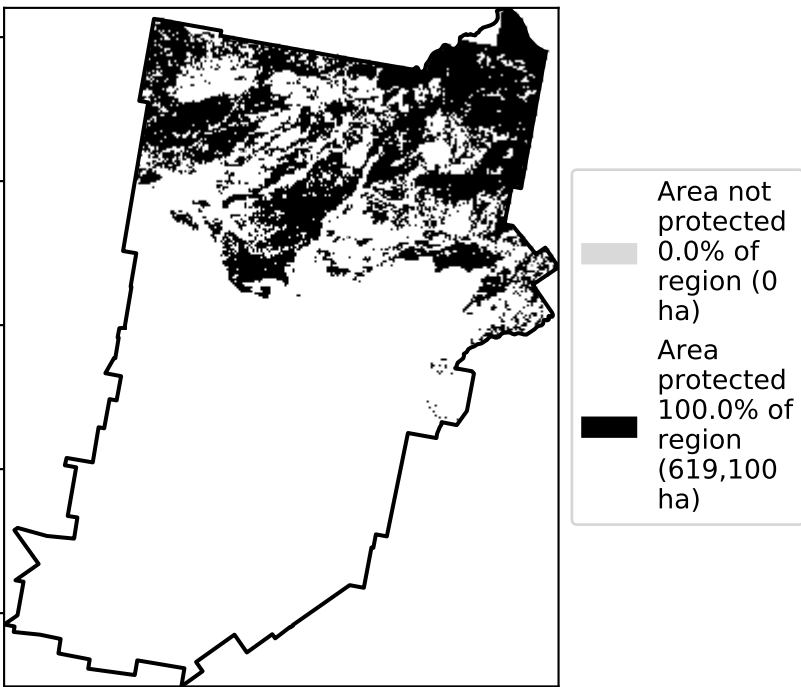 Area not
protected
0.0% of
region (0
ha)
Area
protected
100.0% of
region
(619,100
ha)